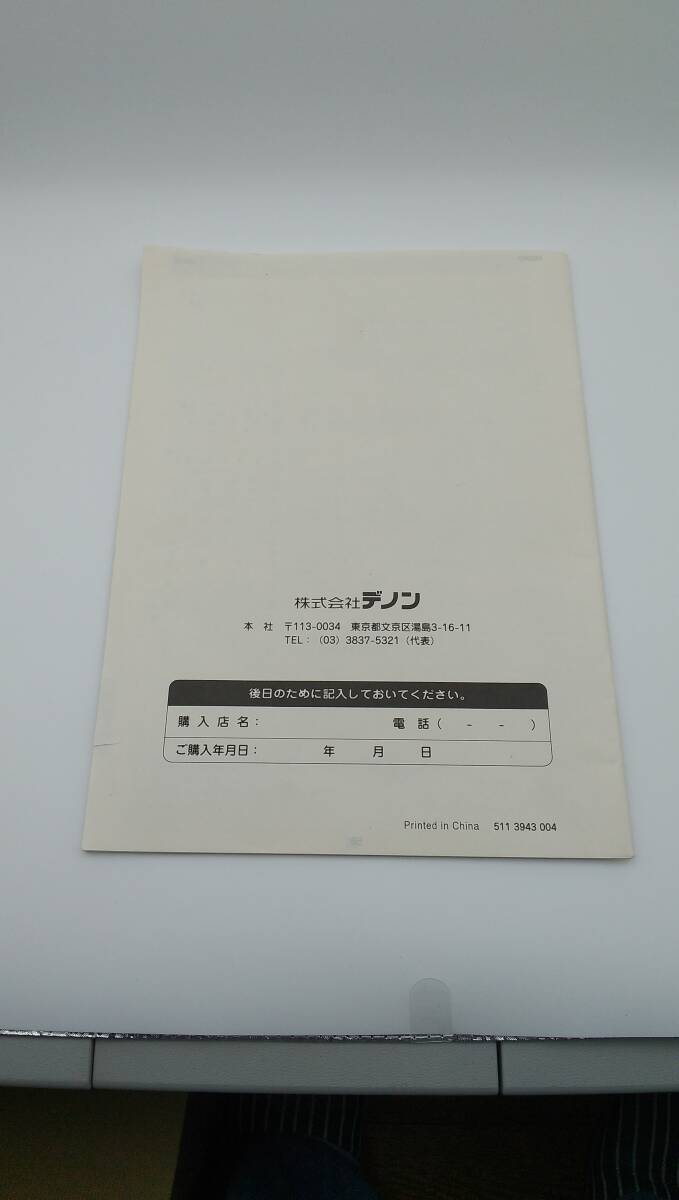 株式会社デノン
本 社 〒113-0034 東京都文京区湯島3-16-11
TEL:(03)3837-5321(代表)
後日のために記入しておいてください。
購 入 店 名: 電 話( - - )
ご購入年月日: 年 月 日
Printed in China 511 3943 004